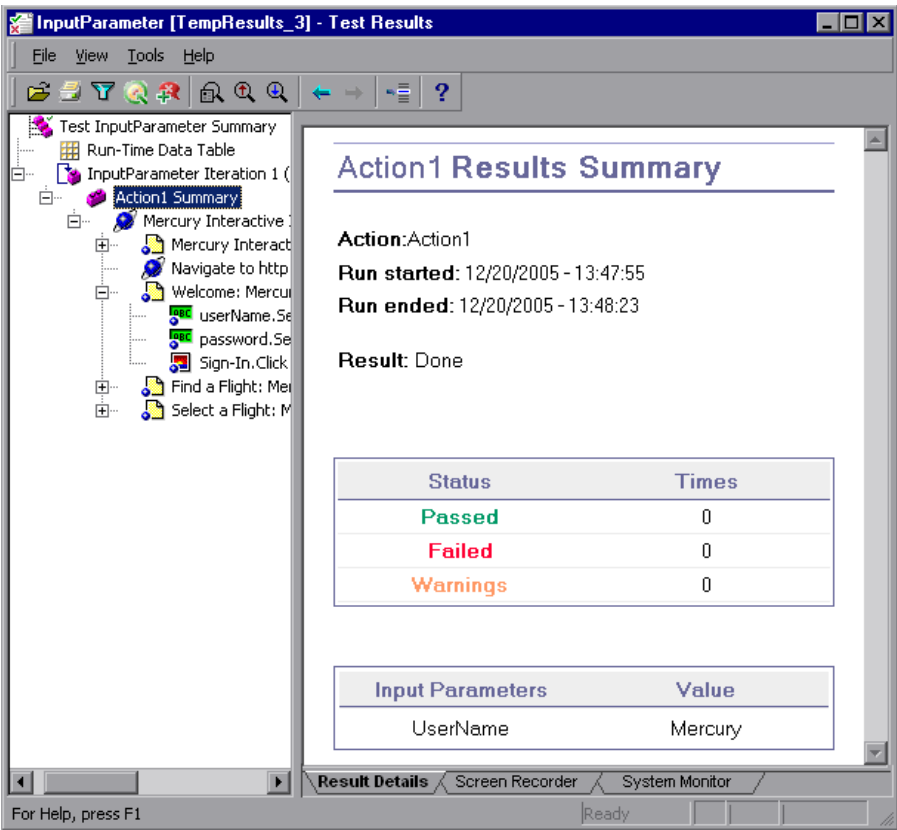 InputParameter [TempResults_3] - Test Results
File View Tools Help
Test InputParameter Summary
Run-Time Data Table
InputParameter Iteration 1 (
Action1 Summary
Mercury Interactive
Mercury Interact
Navigate to http
Welcome: Mercu
ABC userName.Se
ABC password.Se
Sign-In.Click
Find a Flight: Mer
Select a Flight: M
Action1 Results Summary
Action:Action1
Run started: 12/20/2005 - 13:47:55
Run ended: 12/20/2005 - 13:48:23
Result: Done
Status Times
Passed 0
Failed 0
Warnings 0
Input Parameters Value
UserName Mercury
Result Details Screen Recorder System Monitor
For Help, press F1 Ready